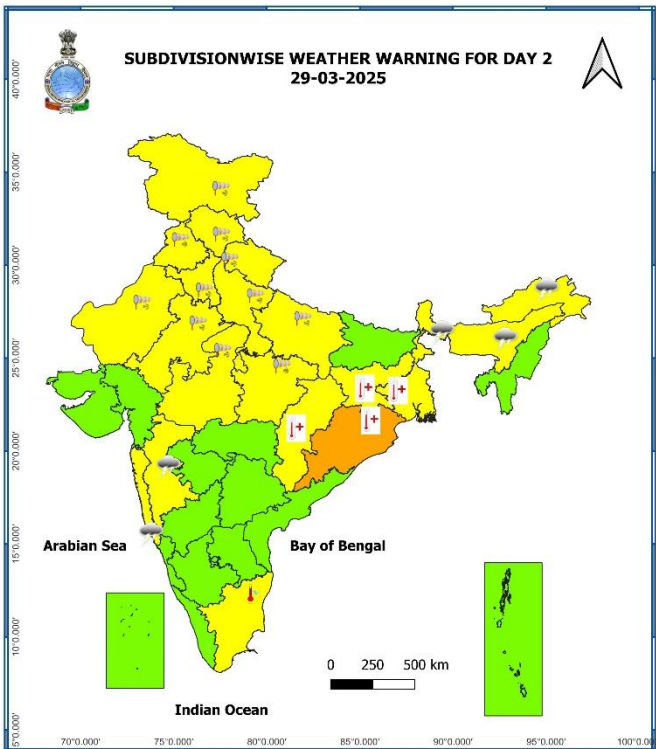 SUBDIVISIONWISE WEATHER WARNING FOR DAY 2
29-03-2025
40°0.000'
35°0.000'
30°0.000'
25°0.000'
20°0.000'
15°0.000'
10°0.000'
5°0.000'
Arabian Sea
Bay of Bengal
0 250 500 km
Indian Ocean
70°0.000' 75°0.000' 80°0.000' 85°0.000' 90°0.000' 95°0.000' 100°0.000'